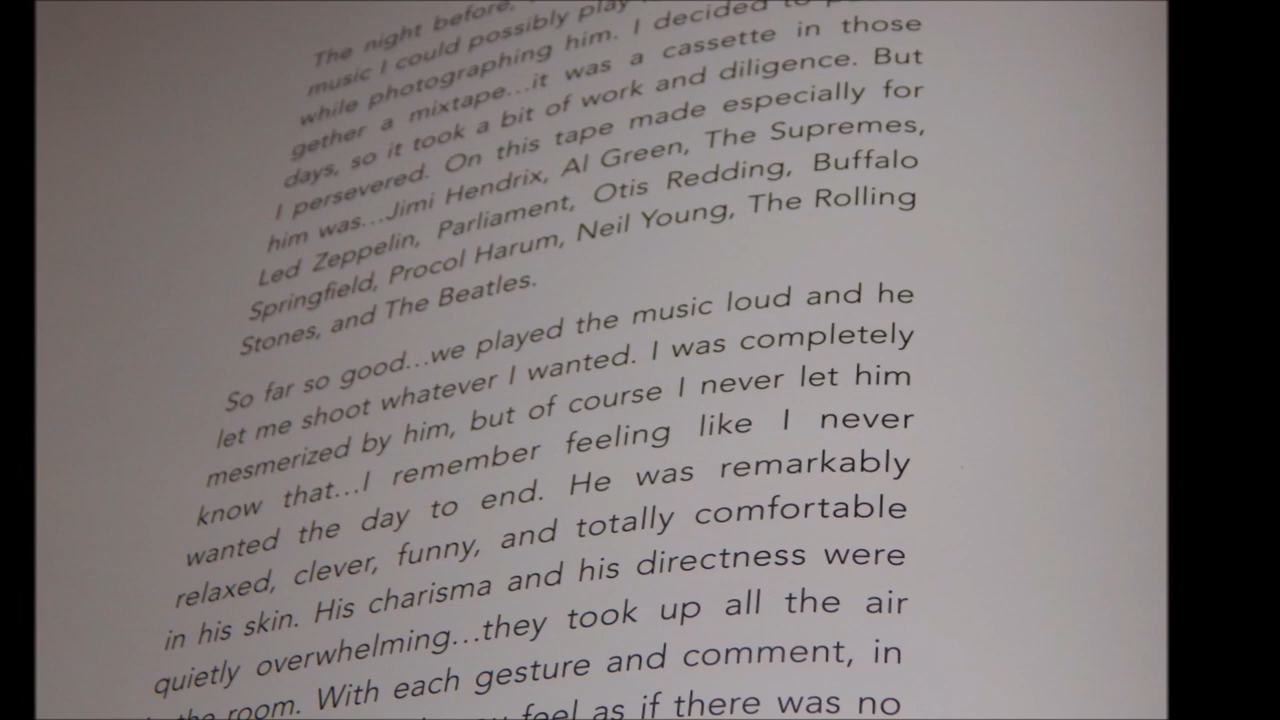 The night before,
music I could possibly play
while photographing him. I decided to
gether a mixtape...it was a cassette in those
days, so it took a bit of work and diligence. But
I persevered. On this tape made especially for
him was...Jimi Hendrix, Al Green, The Supremes,
Led Zeppelin, Parliament, Otis Redding, Buffalo
Springfield, Procol Harum, Neil Young, The Rolling
Stones, and The Beatles.
So far so good...we played the music loud and he
let me shoot whatever I wanted. I was completely
mesmerized by him, but of course I never let him
know that...I remember feeling like I never
wanted the day to end. He was remarkably
relaxed, clever, funny, and totally comfortable
in his skin. His charisma and his directness were
quietly overwhelming...they took up all the air
the room. With each gesture and comment, in
feel as if there was no